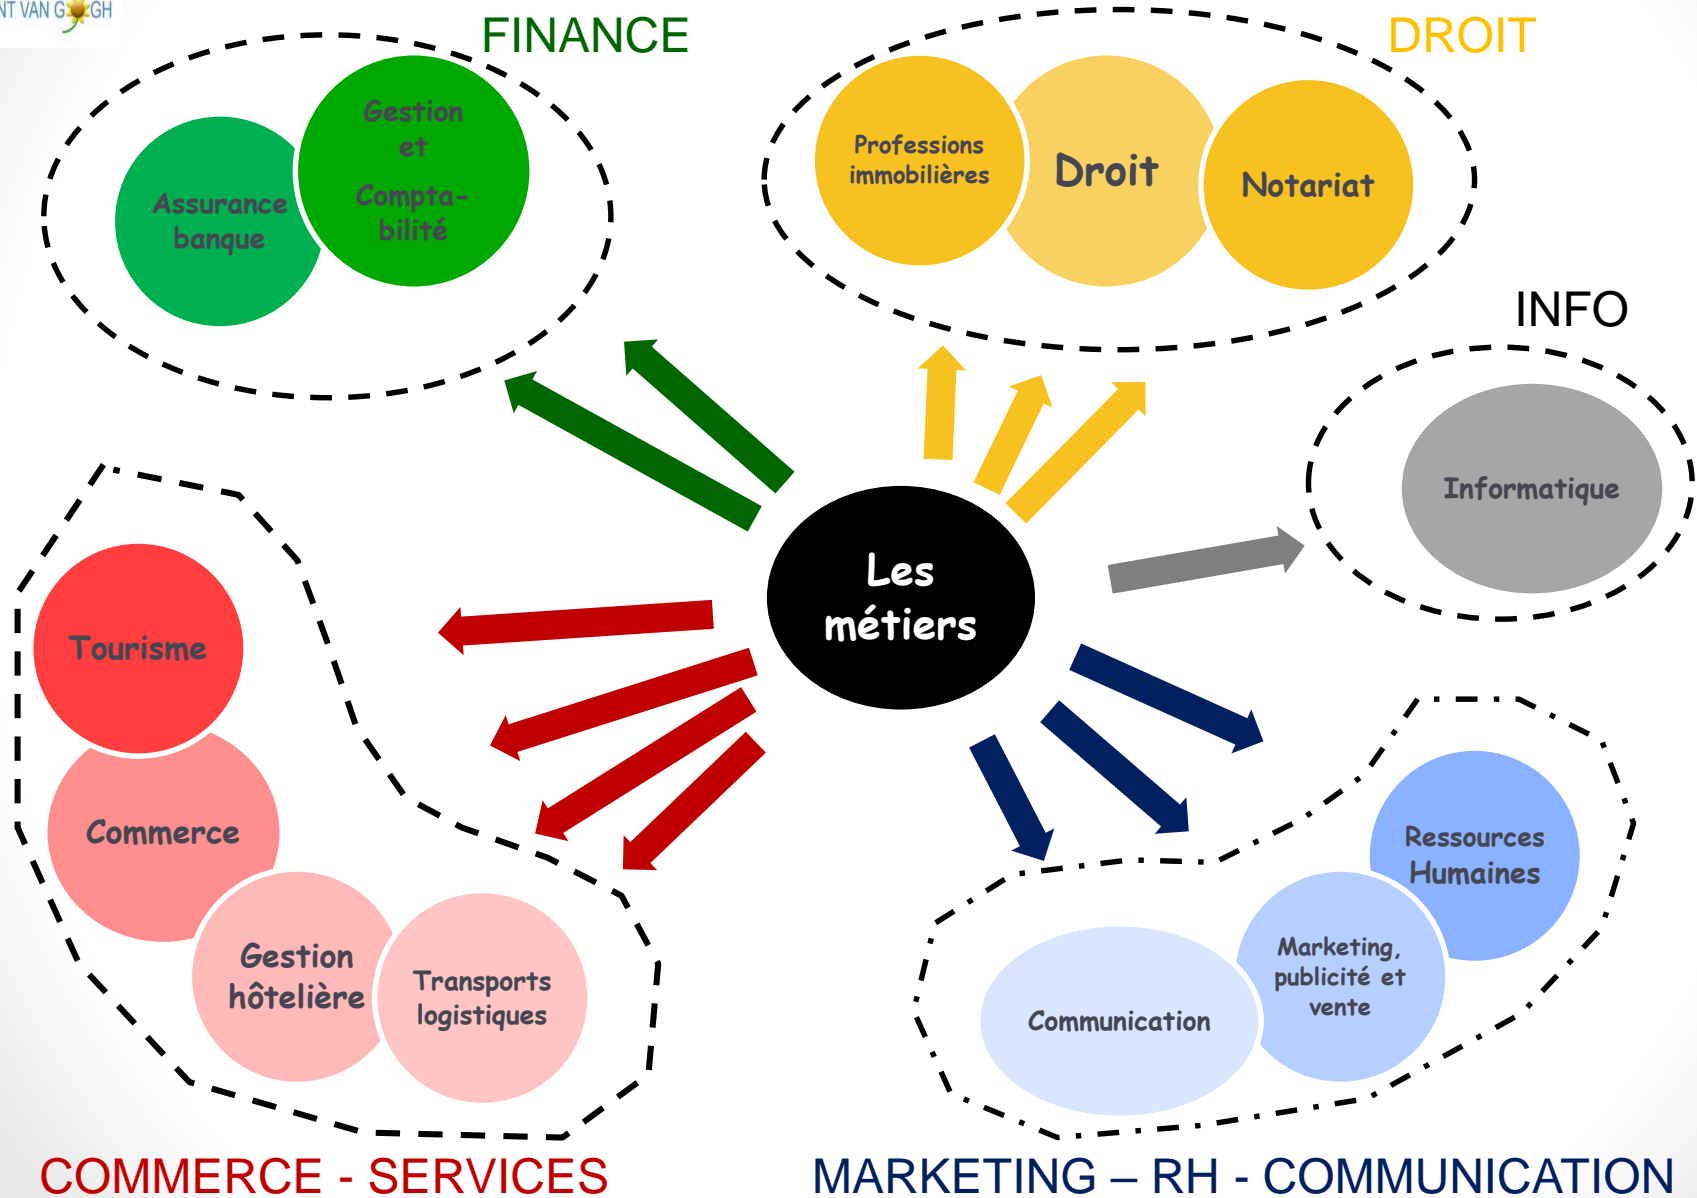 NT VAN GOGH
FINANCE
Gestion
et
Compta-
bilité
Assurance
banque
DROIT
Professions
immobilières
Droit
Notariat
INFO
Informatique
Les
métiers
Tourisme
Commerce
Gestion
hôtelière
Transports
logistiques
COMMERCE - SERVICES
Ressources
Humaines
Marketing,
publicité et
vente
Communication
MARKETING – RH - COMMUNICATION